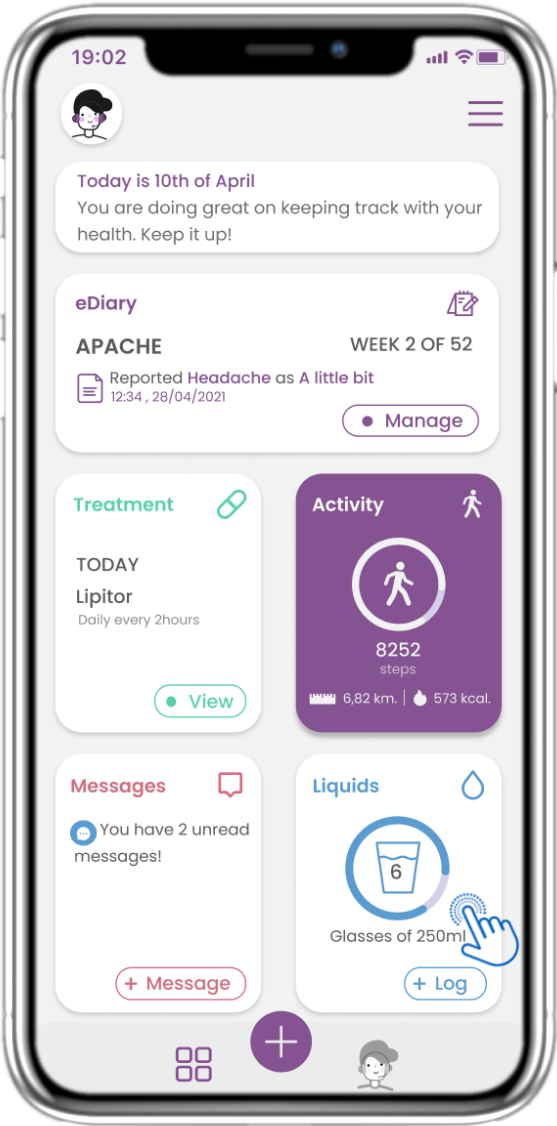 19:02
Today is 10th of April
You are doing great on keeping track with your
health. Keep it up!
eDiary
APACHE
WEEK 2 OF 52
Reported Headache as A little bit
12:34 , 28/04/2021
Manage
Treatment
TODAY
Lipitor
Daily every 2hours
View
Activity
8252
steps
6,82 km. | 573 kcal.
Messages
You have 2 unread
messages!
+ Message
Liquids
6
Glasses of 250ml
+ Log